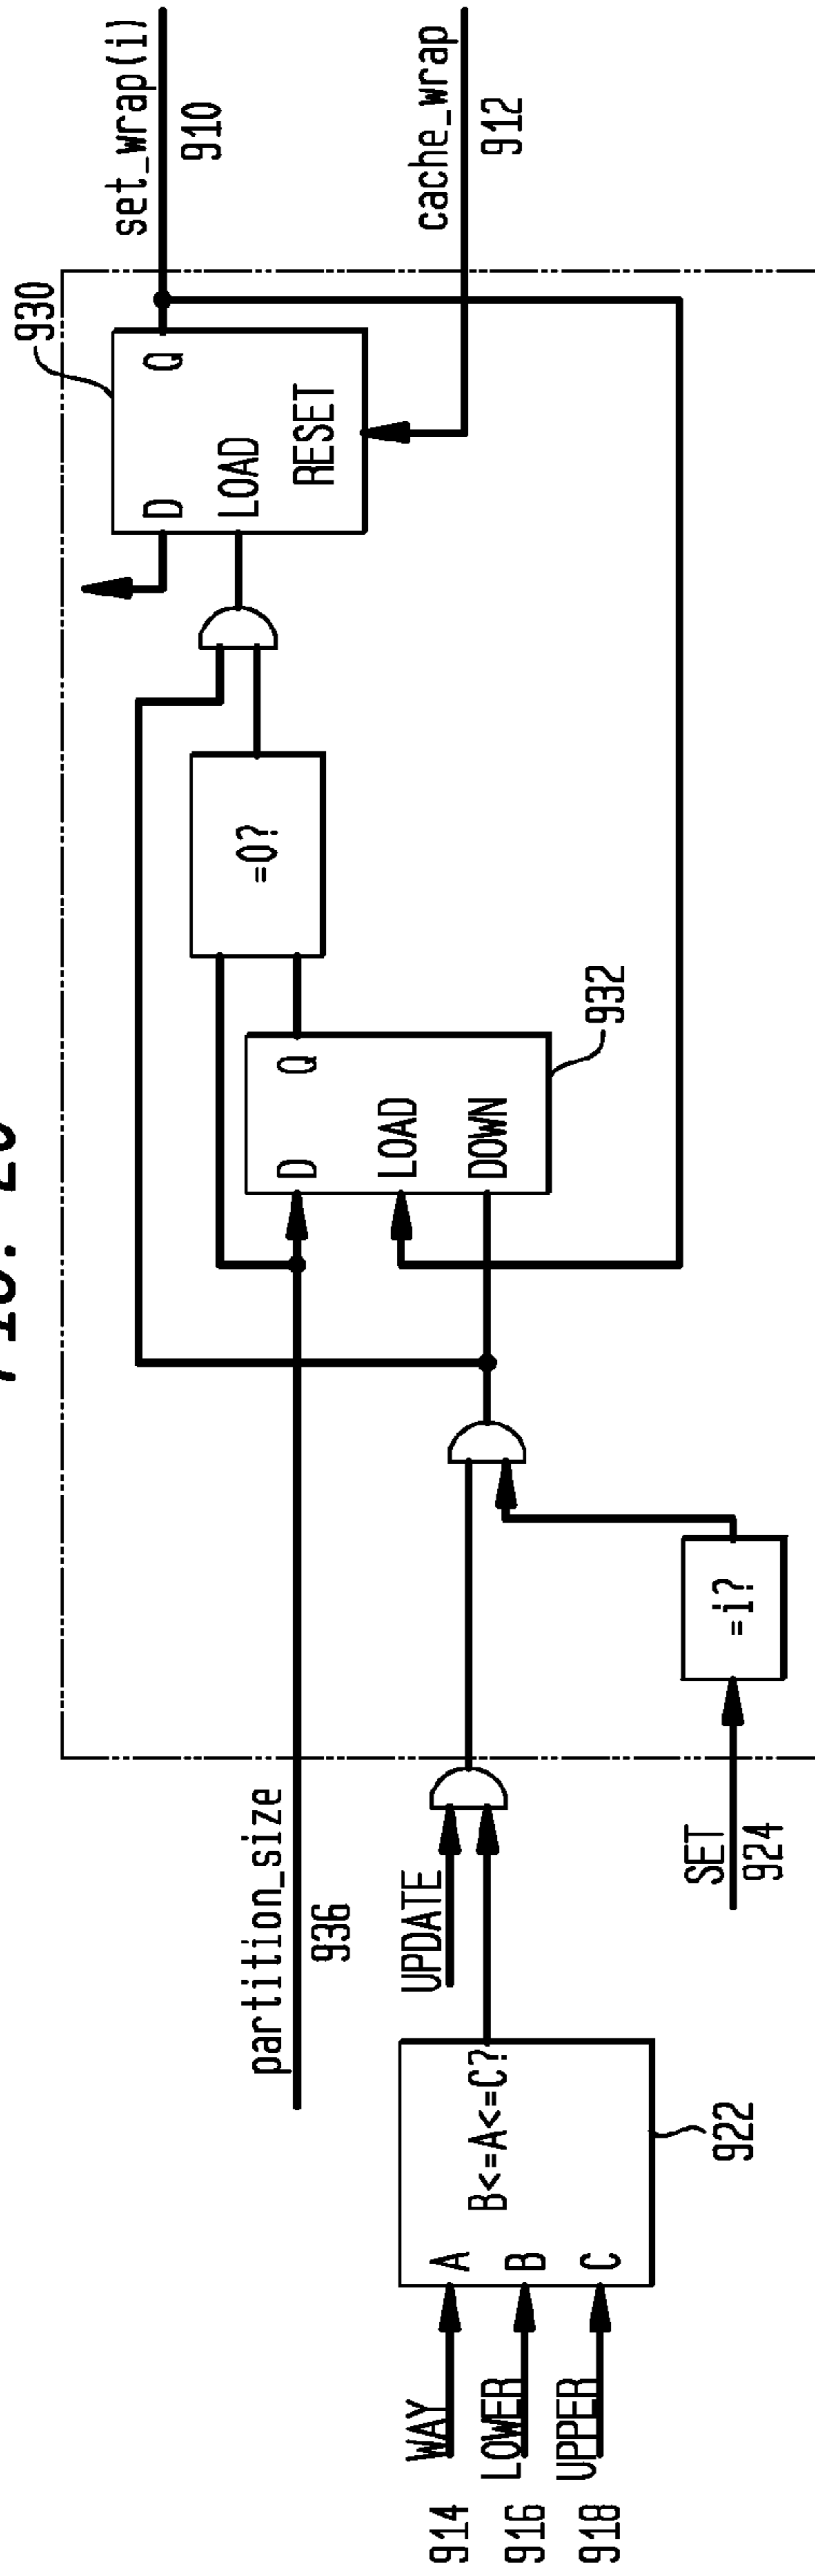 set_wrap(i)
910
cache_wrap
912
930
D
Q
LOAD
RESET
=0?
D
Q
LOAD
DOWN
932
=i?
partition_size
936
UPDATE
SET
924
A
B
C
B<=A<=C?
922
WAY
914
LOWER
916
UPPER
918